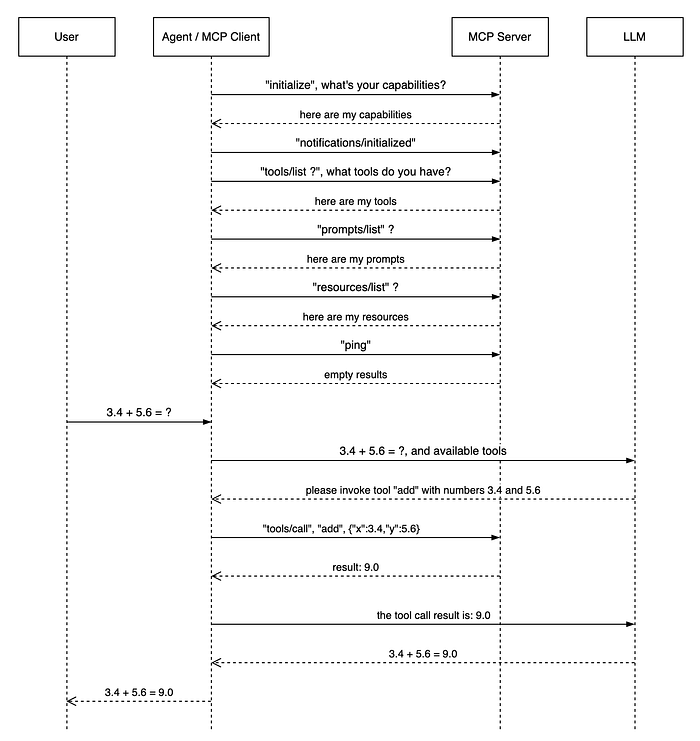 User
Agent / MCP Client
MCP Server
LLM
"initialize", what's your capabilities?
here are my capabilities
"notifications/initialized"
"tools/list ?", what tools do you have?
here are my tools
"prompts/list" ?
here are my prompts
"resources/list" ?
here are my resources
"ping"
empty results
3.4 + 5.6 = ?
3.4 + 5.6 = ?, and available tools
please invoke tool "add" with numbers 3.4 and 5.6
"tools/call", "add", {"x":3.4,"y":5.6}
result: 9.0
the tool call result is: 9.0
3.4 + 5.6 = 9.0
3.4 + 5.6 = 9.0